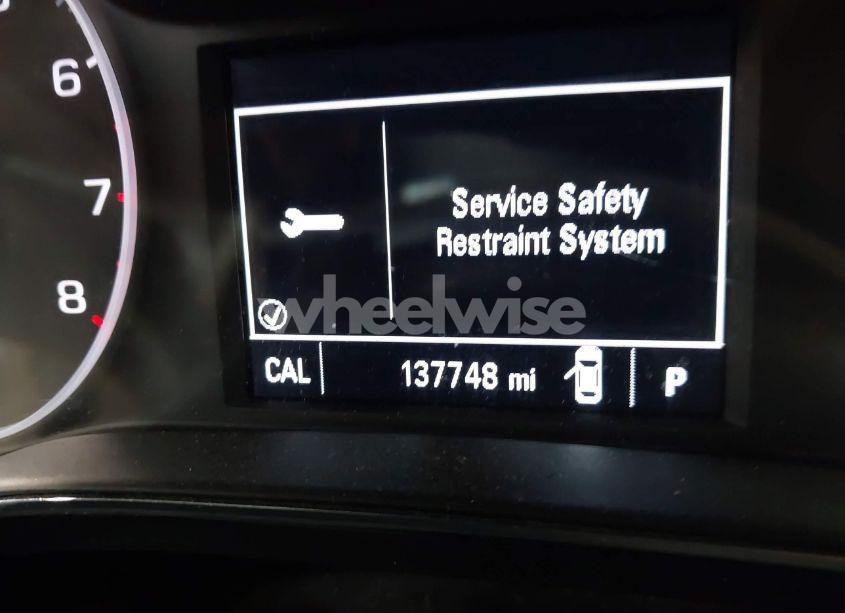 6
7
8
Service Safety
Restraint System
wheelwise
CAL
137748 mi
P